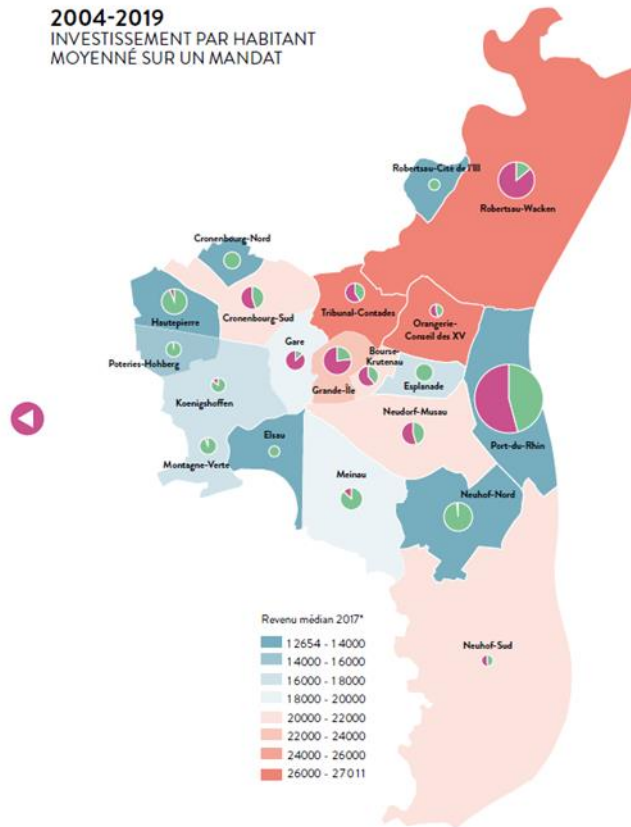 2004-2019
INVESTISSEMENT PAR HABITANT
MOYENNÉ SUR UN MANDAT
Robertsau-Cité de l'Ill
Robertsau-Wacken
Cronenbourg-Nord
Hautepierre
Cronenbourg-Sud
Tribunal-Contades
Orangerie-
Conseil des XV
Poteries-Hohberg
Gare
Bourse-
Krutenau
Grande-Île
Esplanade
Koenigshoffen
Neudorf-Musau
Port-du-Rhin
Elsau
Montagne-Verte
Meinau
Neuhof-Nord
Neuhof-Sud
Revenu médian 2017*
12654 - 14000
14000 - 16000
16000 - 18000
18000 - 20000
20000 - 22000
22000 - 24000
24000 - 26000
26000 - 27011